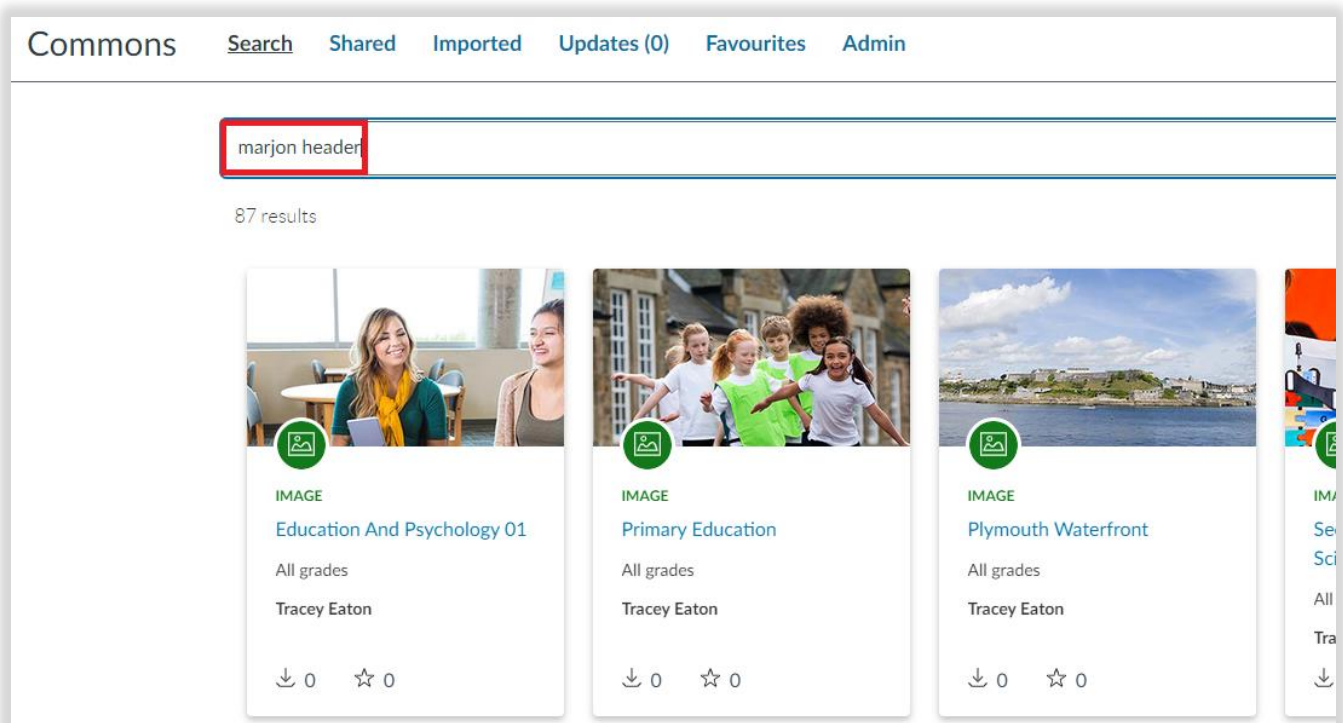 Commons Search Shared Imported Updates (0) Favourites Admin
marjon header
87 results
IMAGE
Education And Psychology 01
All grades
Tracey Eaton
0 0
IMAGE
Primary Education
All grades
Tracey Eaton
0 0
IMAGE
Plymouth Waterfront
All grades
Tracey Eaton
0 0
All